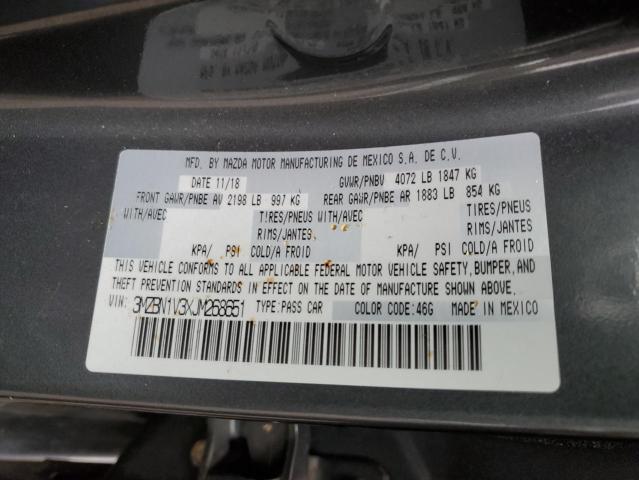 MFD. BY MAZDA MOTOR MANUFACTURING DE MEXICO S.A. DE C.V.
DATE 11/18 GVWR/PNBV 4072 LB 1847 KG
FRONT GAWR/PNBE AV 2198 LB 997 KG REAR GAWR/PNBE AR 1883 LB 854 KG
WITH/AVEC TIRES/PNEUS WITH/AVEC TIRES/PNEUS
RIMS/JANTES RIMS/JANTES
KPA/ PSI COLD/A FROID KPA/ PSI COLD/A FROID
THIS VEHICLE CONFORMS TO ALL APPLICABLE FEDERAL MOTOR VEHICLE SAFETY,BUMPER,AND
THEFT PREVENTION STANDARDS IN EFFECT ON THE DATE OF MANUFACTURE SHOWN ABOVE.
VIN: 3MZBN1V3XJM268651 TYPE:PASS CAR COLOR CODE:46G MADE IN MEXICO